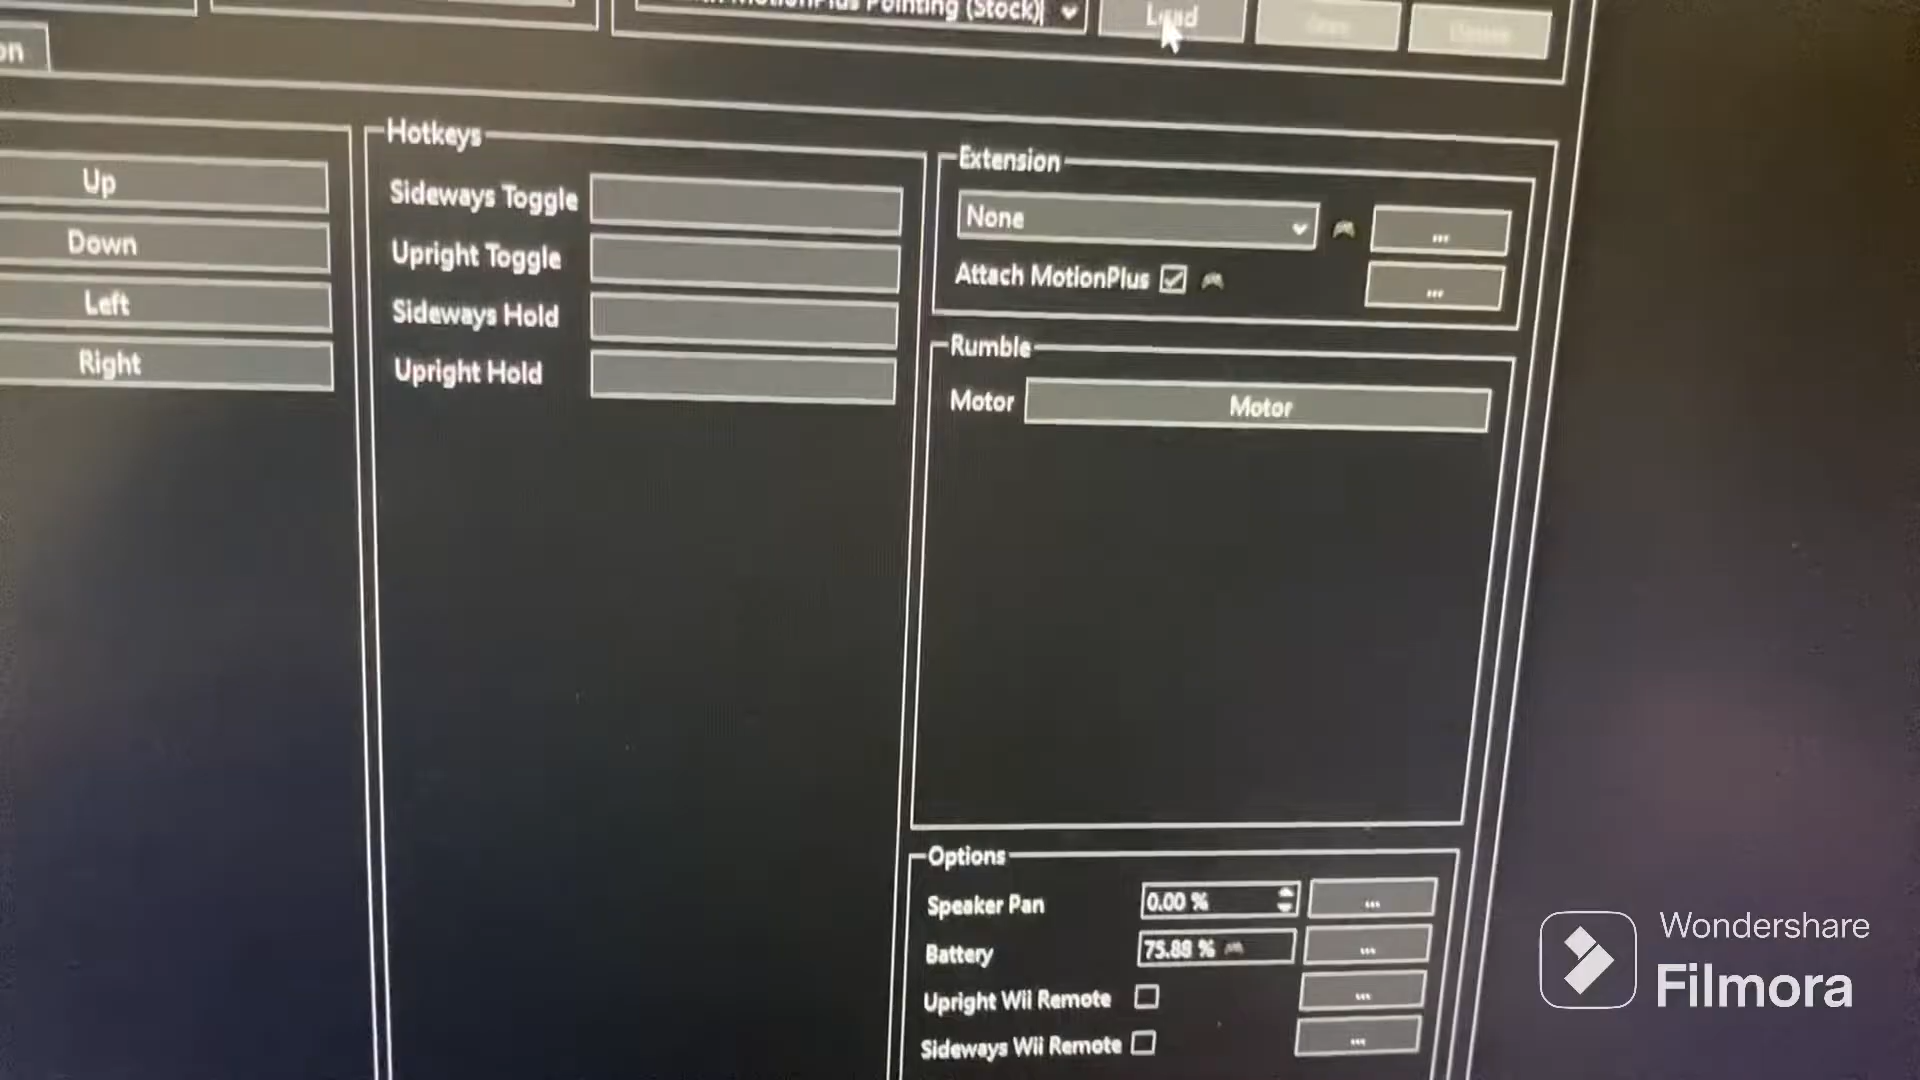 MotionPlus Pointing (Stock)
Load
on
Up
Down
Left
Right
Hotkeys
Sideways Toggle
Upright Toggle
Sideways Hold
Upright Hold
Extension
None
...
Attach MotionPlus
...
Rumble
Motor
Motor
Options
Speaker Pan
0.00 %
...
Battery
75.88 %
...
Upright Wii Remote
...
Sideways Wii Remote
...
Wondershare
Filmora